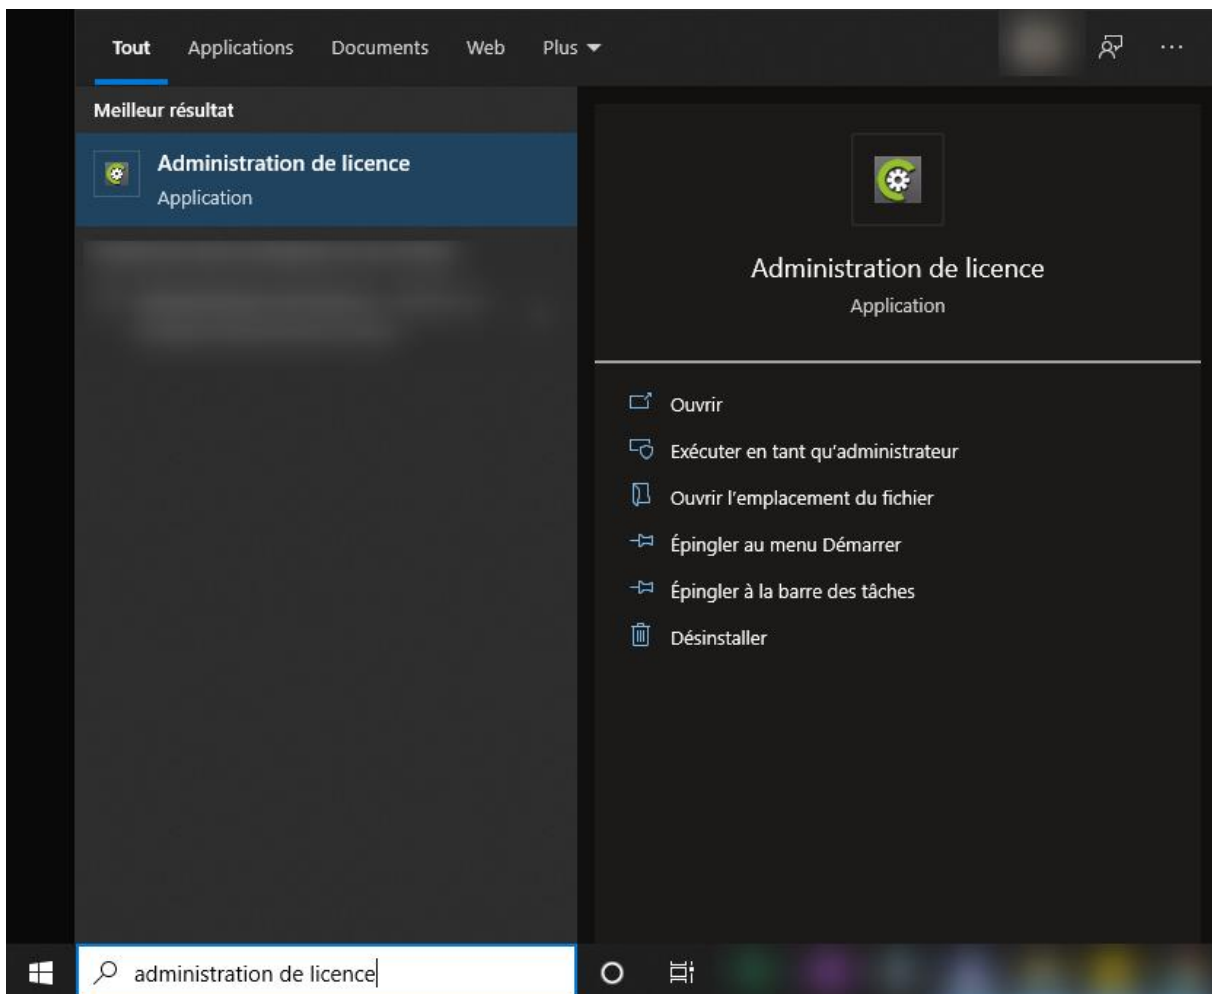 Tout Applications Documents Web Plus
Meilleur résultat
Administration de licence
Application
Administration de licence
Application
Ouvrir
Exécuter en tant qu'administrateur
Ouvrir l'emplacement du fichier
Épingler au menu Démarrer
Épingler à la barre des tâches
Désinstaller
administration de licence